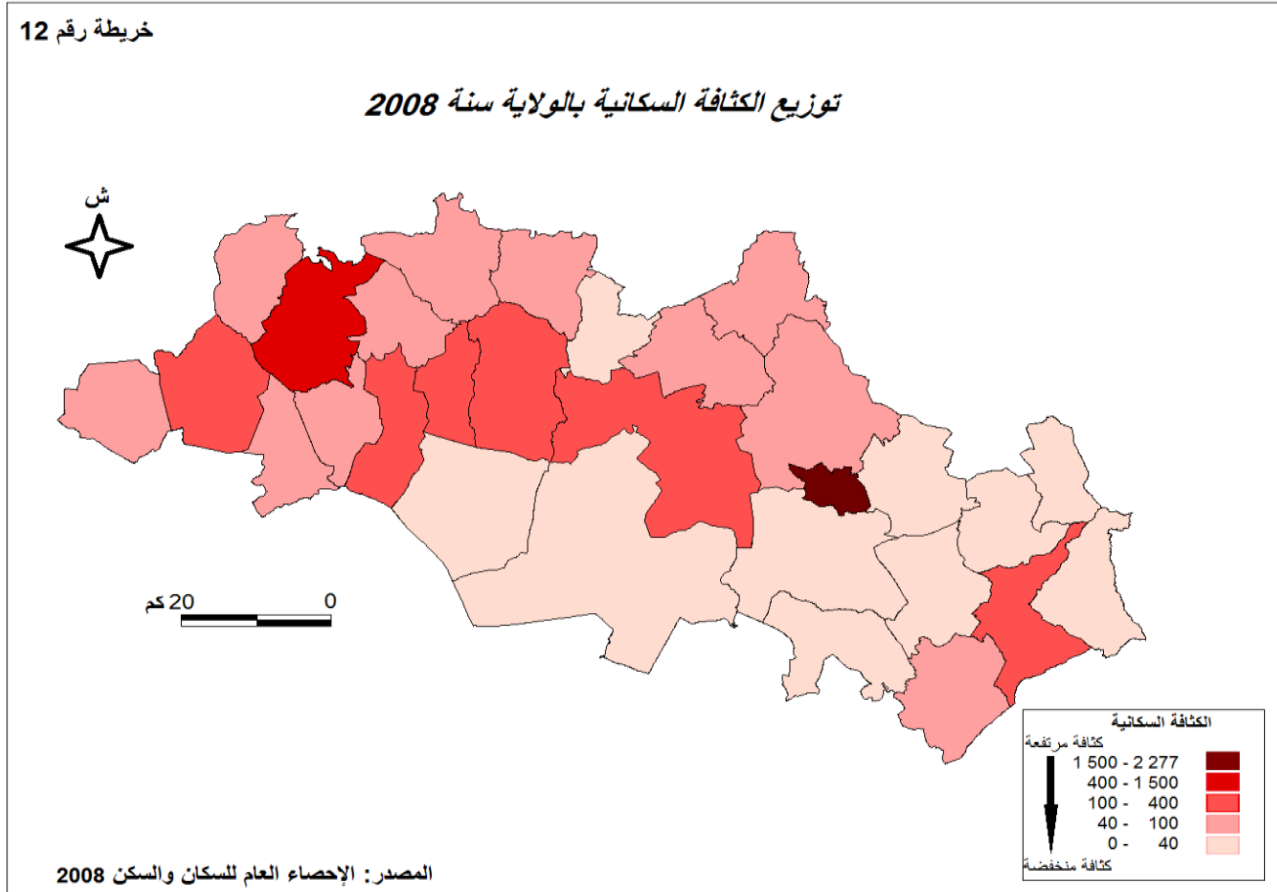 خريطة رقم 12
توزيع الكثافة السكانية بالولاية سنة 2008
ش
20 كم 0
الكثافة السكانية
كثافة مرتفعة
1 500 - 2 277
400 - 1 500
100 - 400
40 - 100
0 - 40
كثافة منخفضة
المصدر: الإحصاء العام للسكان والسكن 2008